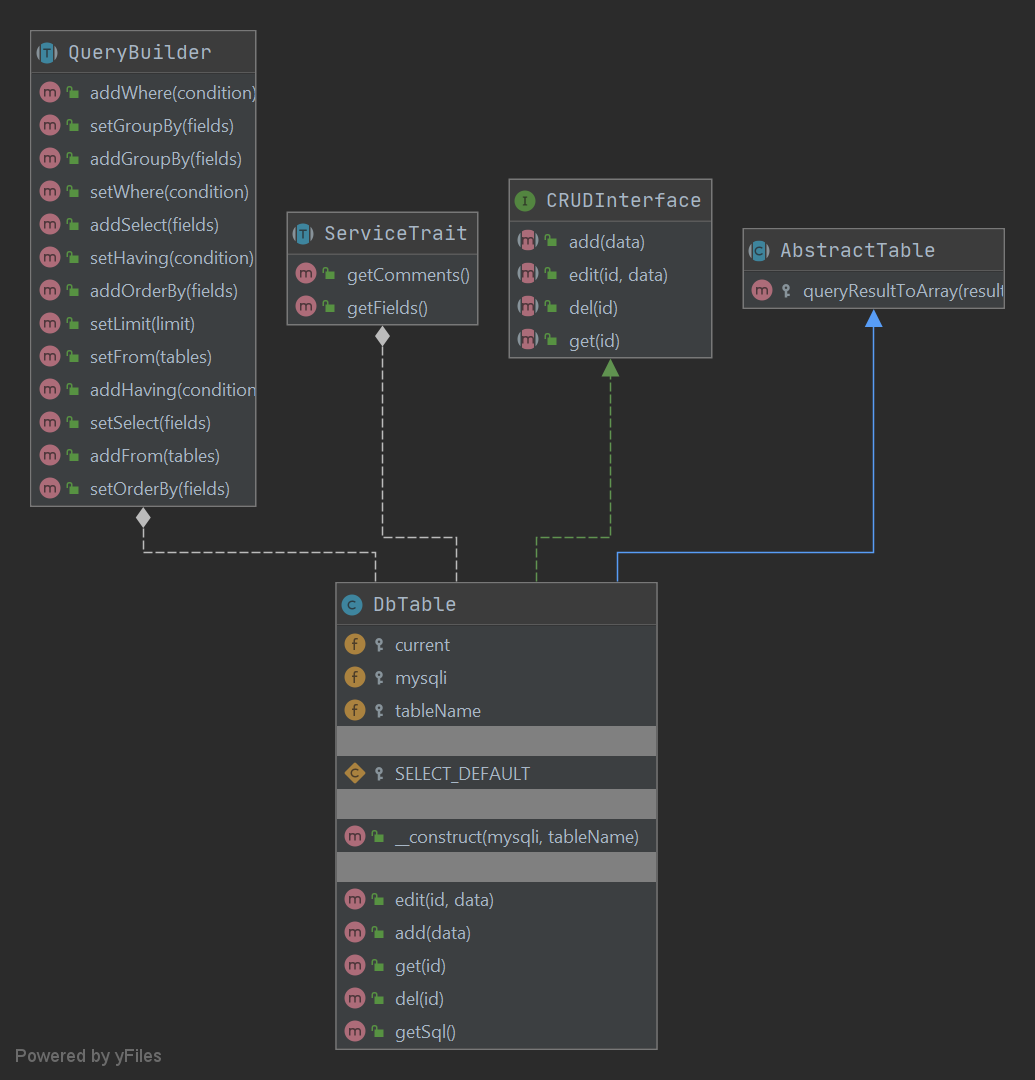 QueryBuilder
addWhere(condition)
setGroupBy(fields)
addGroupBy(fields)
setWhere(condition)
addSelect(fields)
setHaving(condition)
addOrderBy(fields)
setLimit(limit)
setFrom(tables)
addHaving(condition
setSelect(fields)
addFrom(tables)
setOrderBy(fields)
ServiceTrait
getComments()
getFields()
CRUDInterface
add(data)
edit(id, data)
del(id)
get(id)
AbstractTable
queryResultToArray(result
DbTable
current
mysqli
tableName
SELECT_DEFAULT
__construct(mysqli, tableName)
edit(id, data)
add(data)
get(id)
del(id)
getSql()
Powered by yFiles